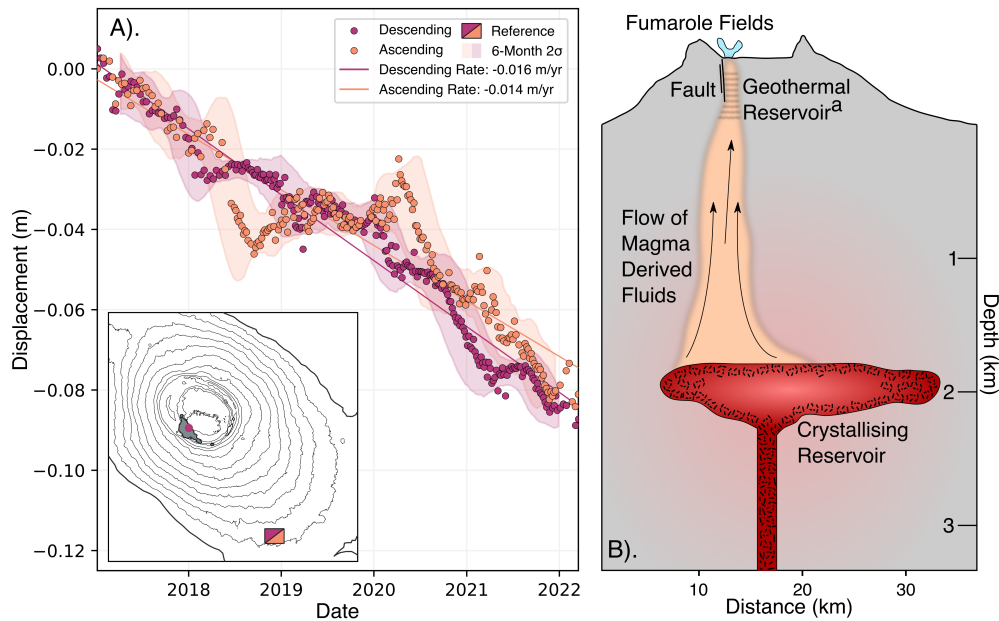 A).
Descending
Ascending
Reference
6-Month 2σ
Descending Rate: -0.016 m/yr
Ascending Rate: -0.014 m/yr
0.00
−0.02
−0.04
−0.06
−0.08
−0.10
−0.12
Displacement (m)
2018
2019
2020
2021
2022
Date
Fumarole Fields
Fault
Geothermal
Reservoirᵃ
Flow of
Magma
Derived
Fluids
Crystallising
Reservoir
B).
1
2
3
Depth (km)
10
20
30
Distance (km)